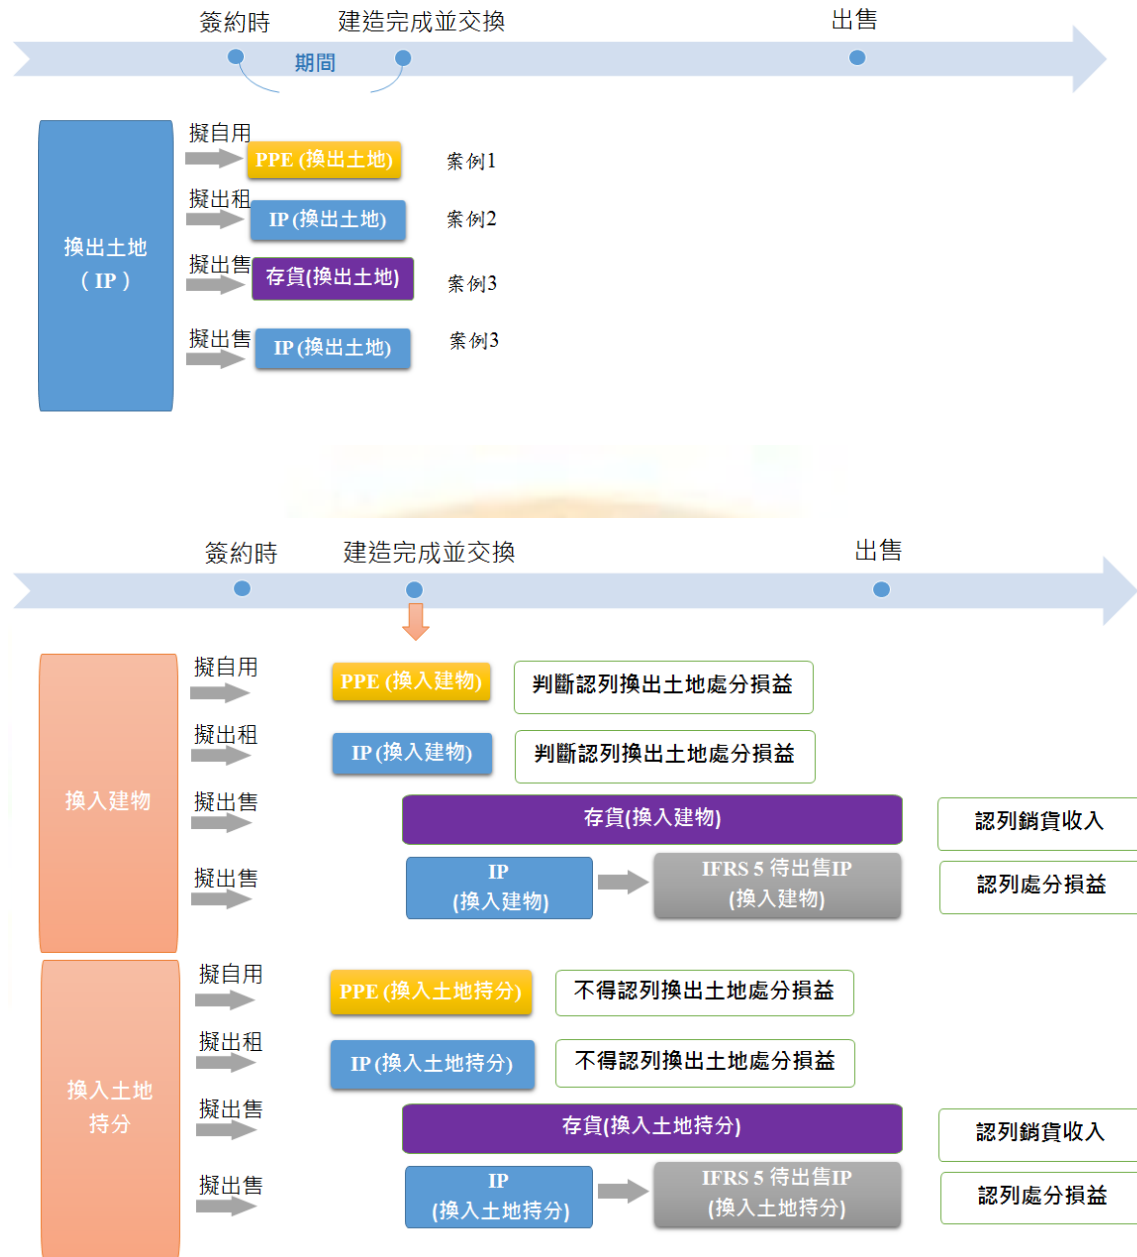 簽約時
建造完成並交換
出售
期間
換出土地
（IP）
擬自用
PPE (換出土地)
案例1
擬出租
IP (換出土地)
案例2
擬出售
存貨(換出土地)
案例3
擬出售
IP (換出土地)
案例3
簽約時
建造完成並交換
出售
換入建物
擬自用
PPE (換入建物)
判斷認列換出土地處分損益
擬出租
IP (換入建物)
判斷認列換出土地處分損益
擬出售
存貨(換入建物)
認列銷貨收入
擬出售
IP
(換入建物)
IFRS 5 待出售IP
(換入建物)
認列處分損益
換入土地
持分
擬自用
PPE (換入土地持分)
不得認列換出土地處分損益
擬出租
IP (換入土地持分)
不得認列換出土地處分損益
擬出售
存貨(換入土地持分)
認列銷貨收入
擬出售
IP
(換入土地持分)
IFRS 5 待出售IP
(換入土地持分)
認列處分損益